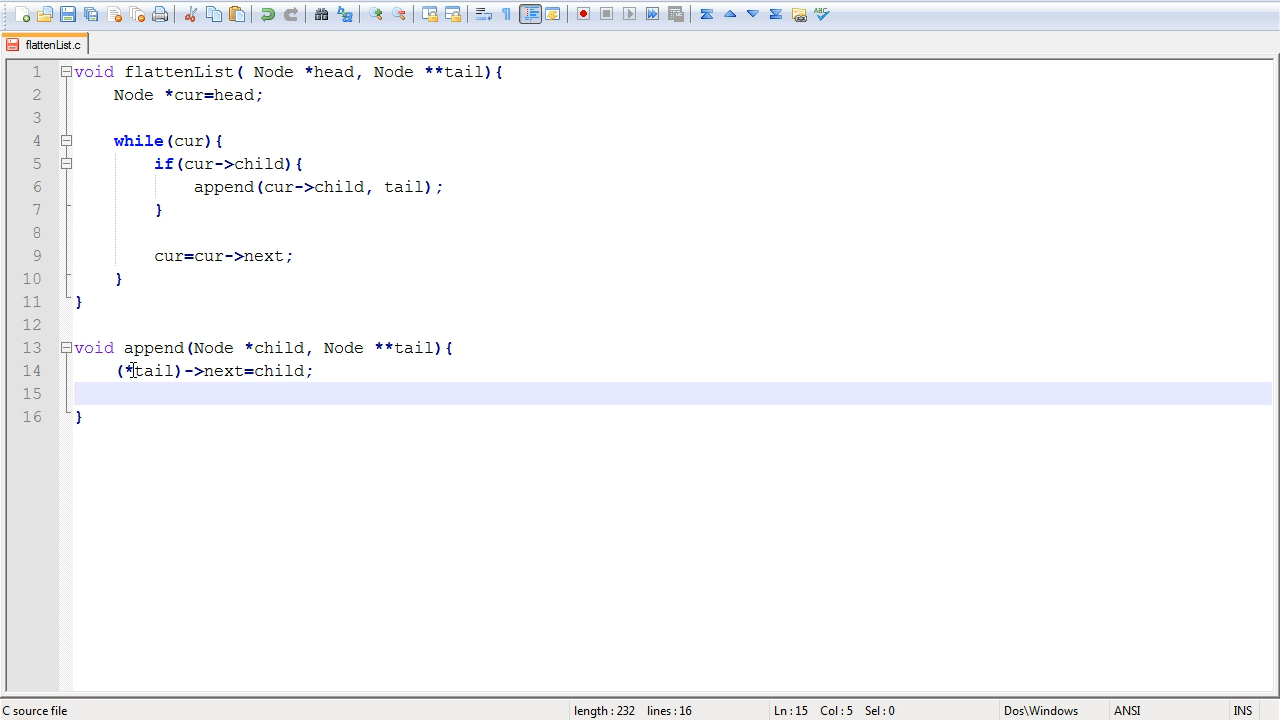 flattenList.c
1 void flattenList( Node *head, Node **tail){
2 Node *cur=head;
3
4 while(cur){
5 if(cur->child){
6 append(cur->child, tail);
7 }
8
9 cur=cur->next;
10 }
11 }
12
13 void append(Node *child, Node **tail){
14 (*tail)->next=child;
15
16 }
C source file length : 232 lines : 16 Ln : 15 Col : 5 Sel : 0 Dos\Windows ANSI INS